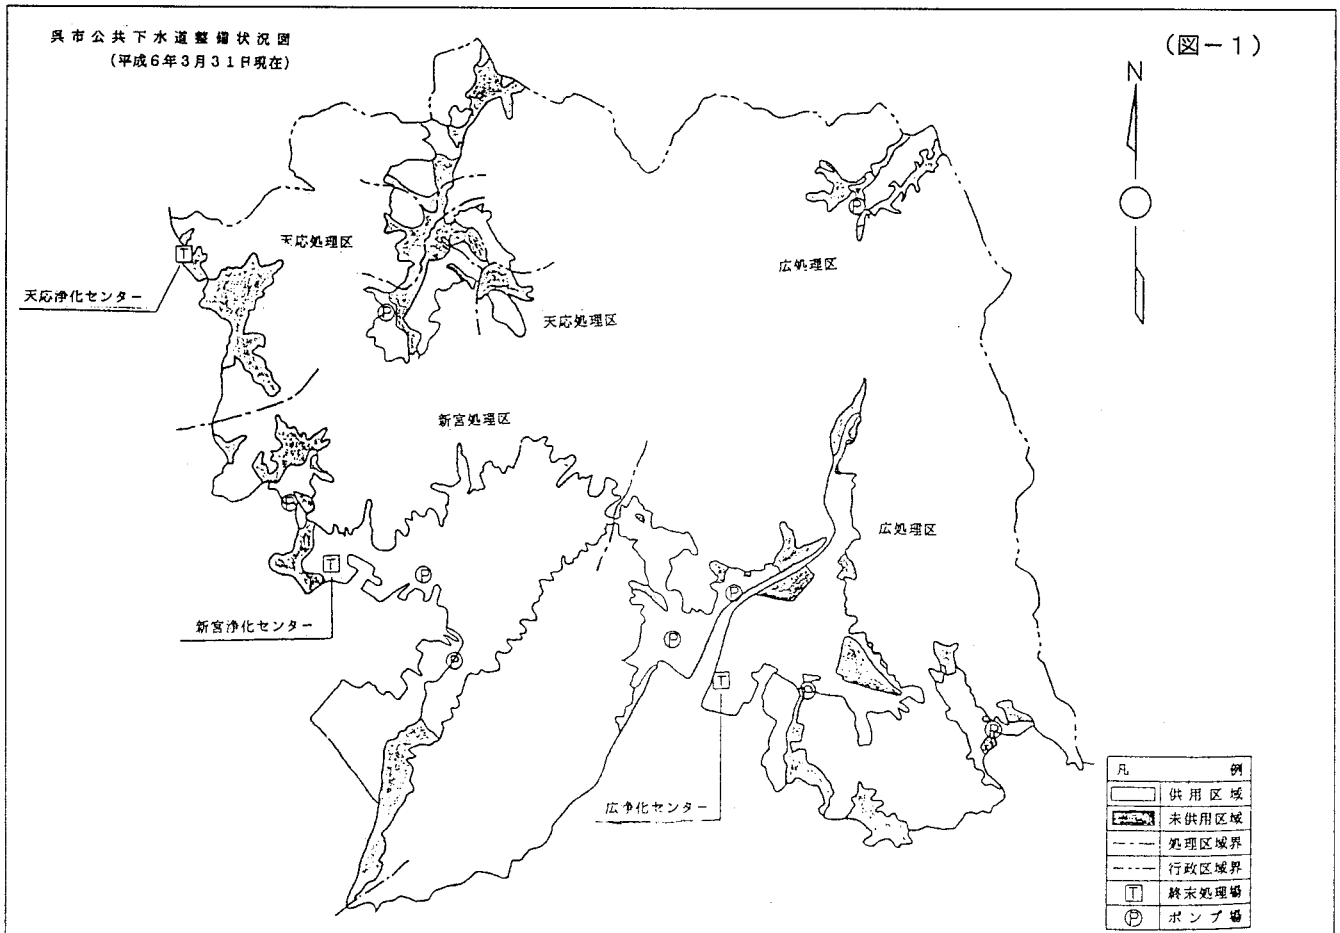 呉市公共下水道整備状況図
(平成6年3月31日現在)
(図-1)
N
天応処理区
広処理区
T
P
天応浄化センター
P
天応処理区
新宮処理区
広処理区
T
P
P
新宮浄化センター
P
P
T
P
P
広浄化センター
凡例
供用区域
未供用区域
処理区域界
行政区域界
T 終末処理場
P ポンプ場